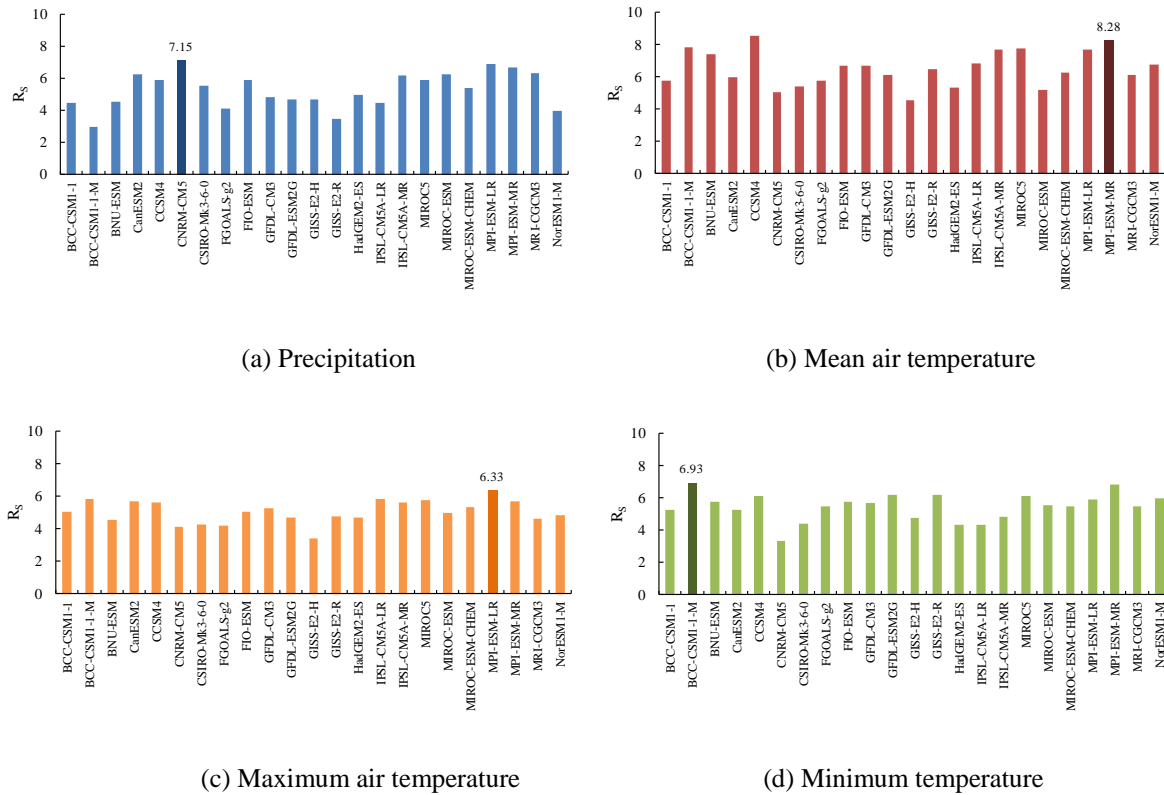 10
8
6
4
2
0
R_S
7.15
BCC-CSM1-1
BCC-CSM1-1-M
BNU-ESM
CanESM2
CCSM4
CNRM-CM5
CSIRO-Mk3-6-0
FGOALS-g2
FIO-ESM
GFDL-CM3
GFDL-ESM2G
GISS-E2-H
GISS-E2-R
HadGEM2-ES
IPSL-CM5A-LR
IPSL-CM5A-MR
MIROC5
MIROC-ESM
MIROC-ESM-CHEM
MPI-ESM-LR
MPI-ESM-MR
MRI-CGCM3
NorESM1-M
(a) Precipitation
10
8
6
4
2
0
R_S
8.28
BCC-CSM1-1
BCC-CSM1-1-M
BNU-ESM
CanESM2
CCSM4
CNRM-CM5
CSIRO-Mk3-6-0
FGOALS-g2
FIO-ESM
GFDL-CM3
GFDL-ESM2G
GISS-E2-H
GISS-E2-R
HadGEM2-ES
IPSL-CM5A-LR
IPSL-CM5A-MR
MIROC5
MIROC-ESM
MIROC-ESM-CHEM
MPI-ESM-LR
MPI-ESM-MR
MRI-CGCM3
NorESM1-M
(b) Mean air temperature
10
8
6
4
2
0
R_S
6.33
BCC-CSM1-1
BCC-CSM1-1-M
BNU-ESM
CanESM2
CCSM4
CNRM-CM5
CSIRO-Mk3-6-0
FGOALS-g2
FIO-ESM
GFDL-CM3
GFDL-ESM2G
GISS-E2-H
GISS-E2-R
HadGEM2-ES
IPSL-CM5A-LR
IPSL-CM5A-MR
MIROC5
MIROC-ESM
MIROC-ESM-CHEM
MPI-ESM-LR
MPI-ESM-MR
MRI-CGCM3
NorESM1-M
(c) Maximum air temperature
10
8
6
4
2
0
R_S
6.93
BCC-CSM1-1
BCC-CSM1-1-M
BNU-ESM
CanESM2
CCSM4
CNRM-CM5
CSIRO-Mk3-6-0
FGOALS-g2
FIO-ESM
GFDL-CM3
GFDL-ESM2G
GISS-E2-H
GISS-E2-R
HadGEM2-ES
IPSL-CM5A-LR
IPSL-CM5A-MR
MIROC5
MIROC-ESM
MIROC-ESM-CHEM
MPI-ESM-LR
MPI-ESM-MR
MRI-CGCM3
NorESM1-M
(d) Minimum temperature